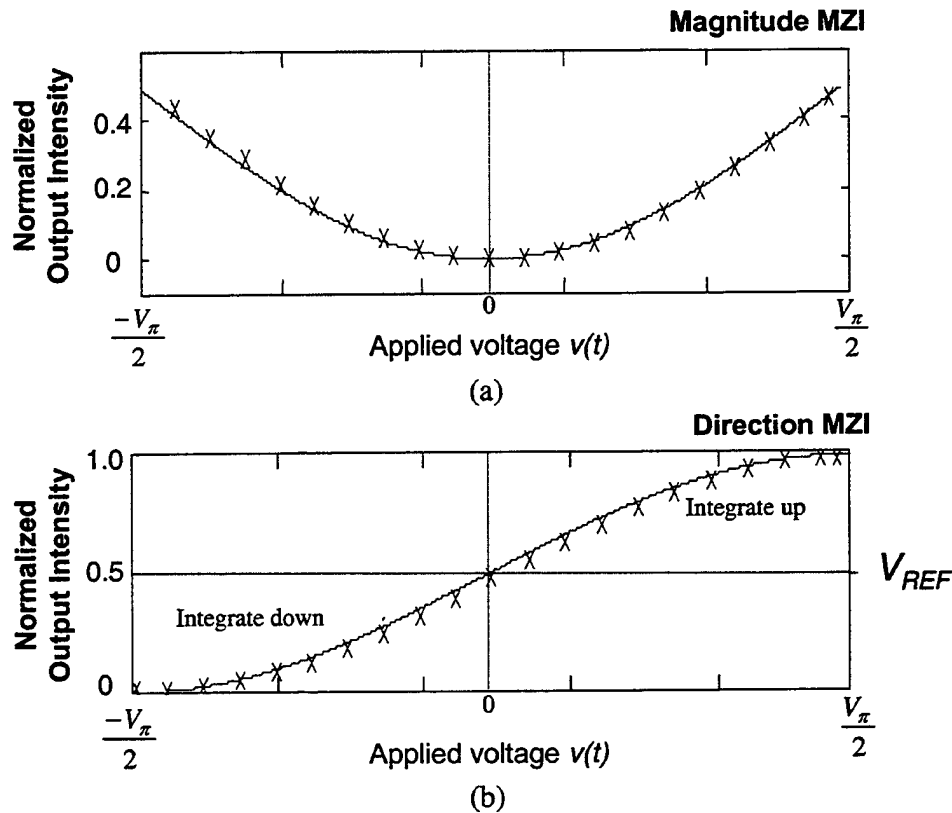 Magnitude MZI
Normalized
Output Intensity
0.4
0.2
0
0
-Vπ
2
Vπ
2
Applied voltage v(t)
(a)
Direction MZI
Normalized
Output Intensity
1.0
0.5
0
Integrate up
Integrate down
VREF
0
-Vπ
2
Vπ
2
Applied voltage v(t)
(b)